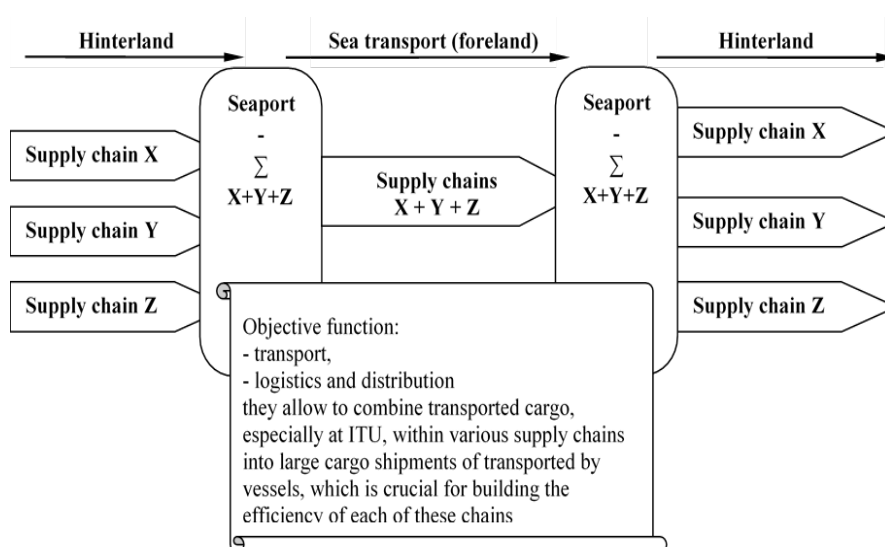 Hinterland
Sea transport (foreland)
Hinterland
Supply chain X
Supply chain Y
Supply chain Z
Seaport
-
∑
X+Y+Z
Supply chains
X + Y + Z
Seaport
-
∑
X+Y+Z
Supply chain X
Supply chain Y
Supply chain Z
Objective function:
- transport,
- logistics and distribution
they allow to combine transported cargo,
especially at ITU, within various supply chains
into large cargo shipments of transported by
vessels, which is crucial for building the
efficiency of each of these chains